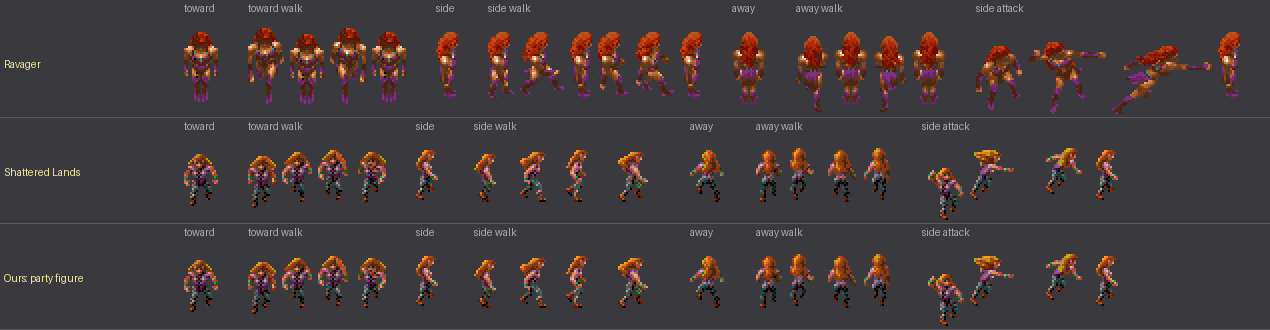 toward toward walk side side walk away away walk side attack
Ravager
toward toward walk side side walk away away walk side attack
Shattered Lands
toward toward walk side side walk away away walk side attack
Ours: party figure